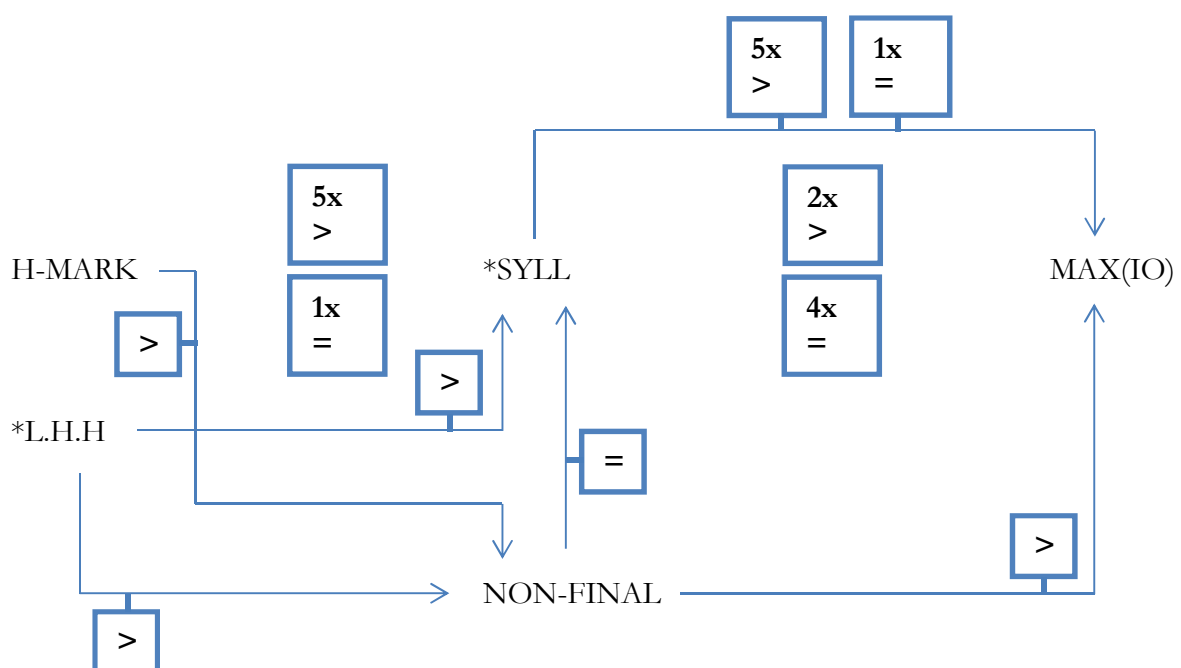 5x
>
1x
=
5x
>
2x
>
H-MARK
*SYLL
MAX(IO)
1x
=
4x
=
>
>
*L.H.H
=
>
NON-FINAL
>